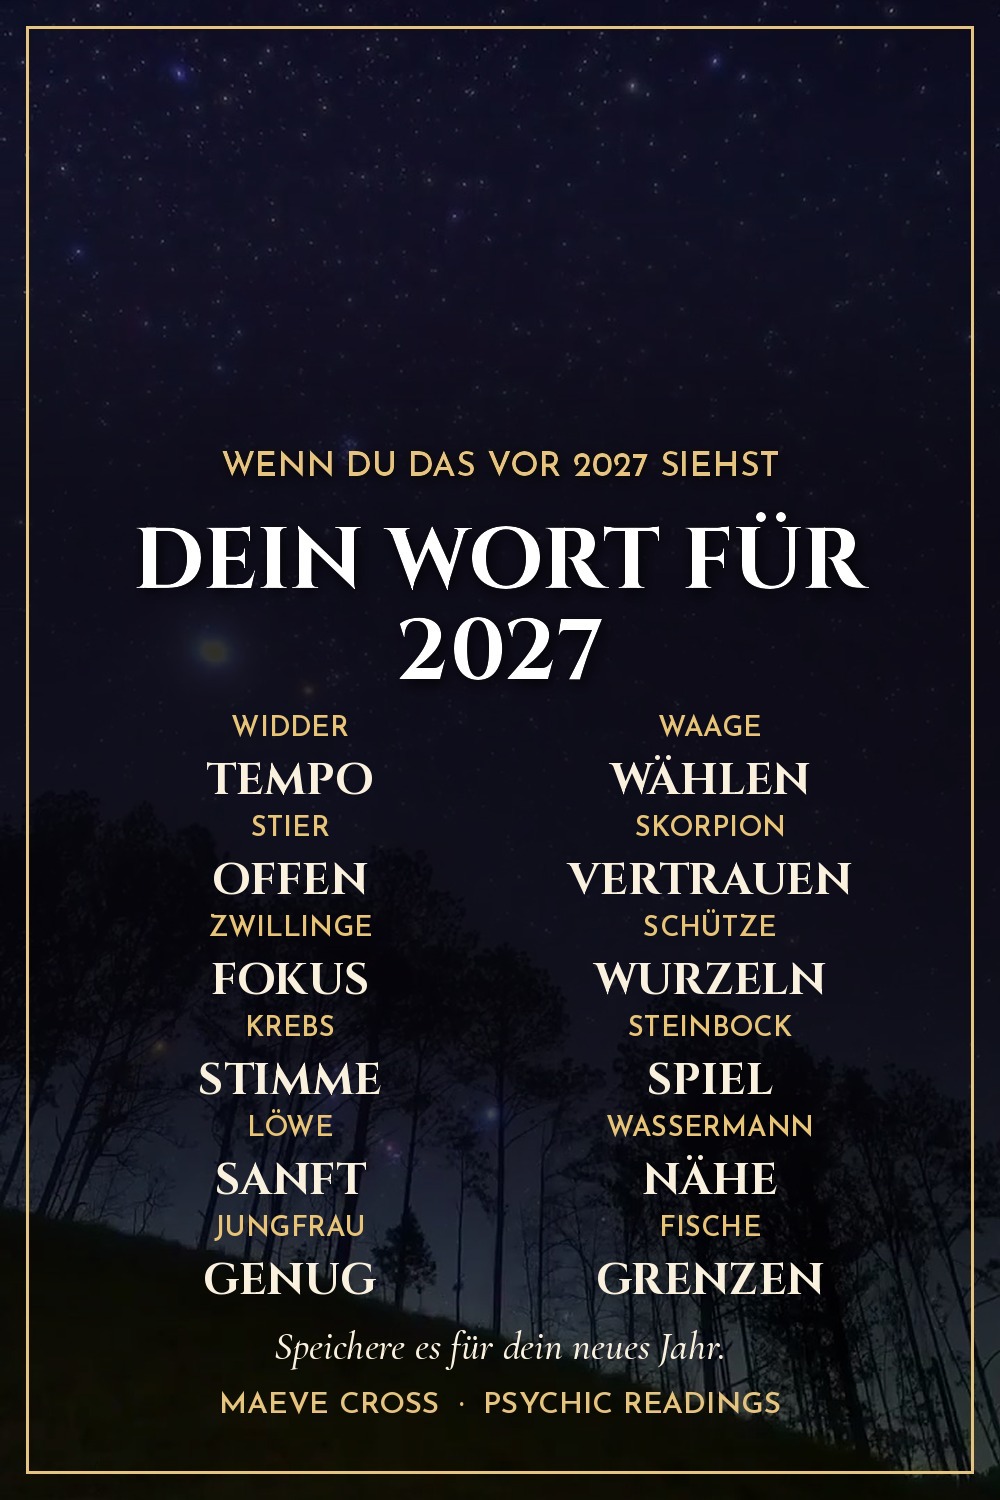 WENN DU DAS VOR 2027 SIEHST
DEIN WORT FÜR
2027
WIDDER
TEMPO
STIER
OFFEN
ZWILLINGE
FOKUS
KREBS
STIMME
LÖWE
SANFT
JUNGFRAU
GENUG
WAAGE
WÄHLEN
SKORPION
VERTRAUEN
SCHÜTZE
WURZELN
STEINBOCK
SPIEL
WASSERMANN
NÄHE
FISCHE
GRENZEN
Speichere es für dein neues Jahr.
MAEVE CROSS · PSYCHIC READINGS